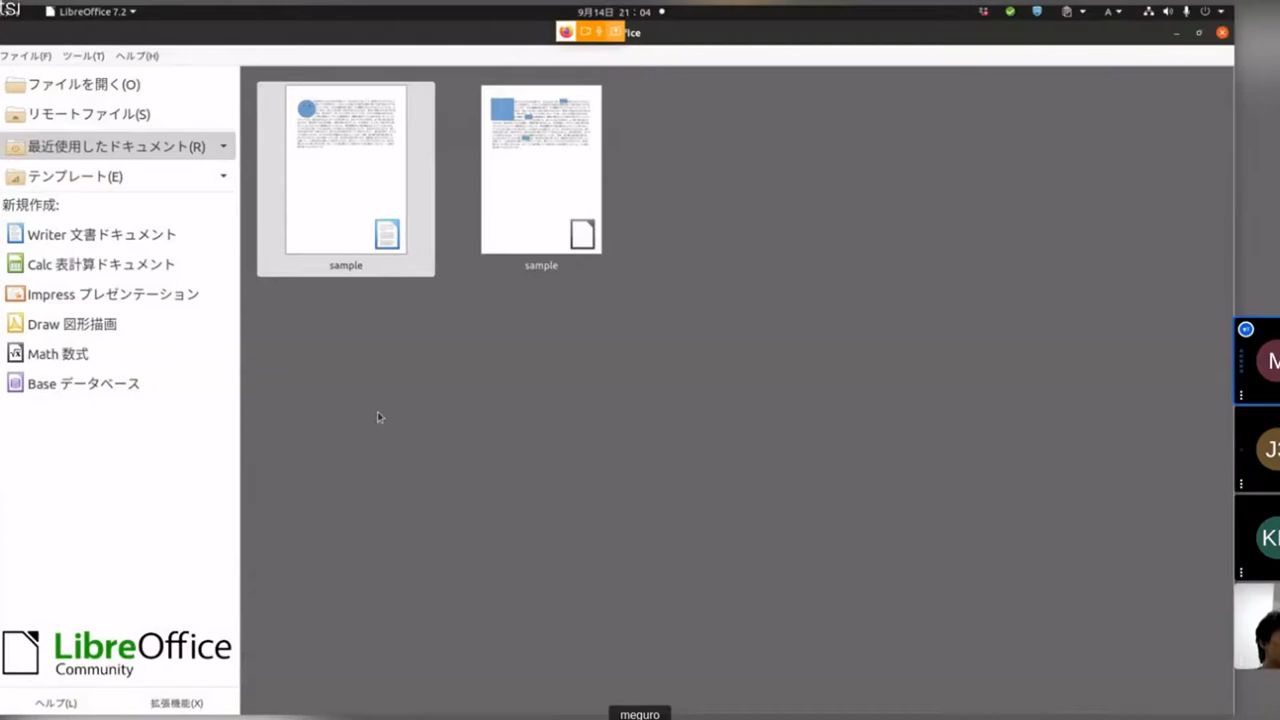 LibreOffice 7.2
9月14日 21：04
A
ファイル(F) ツール(T) ヘルプ(H)
ファイルを開く(O)
リモートファイル(S)
最近使用したドキュメント(R)
テンプレート(E)
新規作成:
Writer 文書ドキュメント
Calc 表計算ドキュメント
Impress プレゼンテーション
Draw 図形描画
Math 数式
Base データベース
sample
sample
LibreOffice
Community
ヘルプ(L)
拡張機能(X)
M
meguro